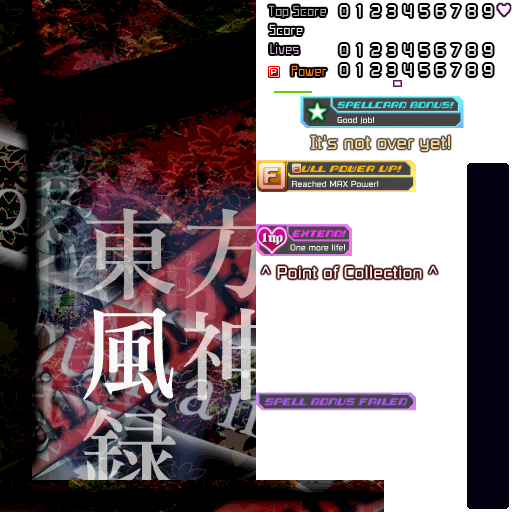 Top Score 0123456789
Score
Lives 0123456789
P Power 0123456789
SPELLCARD BONUS!
Good job!
It's not over yet!
F FULL POWER UP!
Reached MAX Power!
1up EXTEND!
One more life!
^ Point of Collection ^
SPELL BONUS FAILED
東方
風神
録